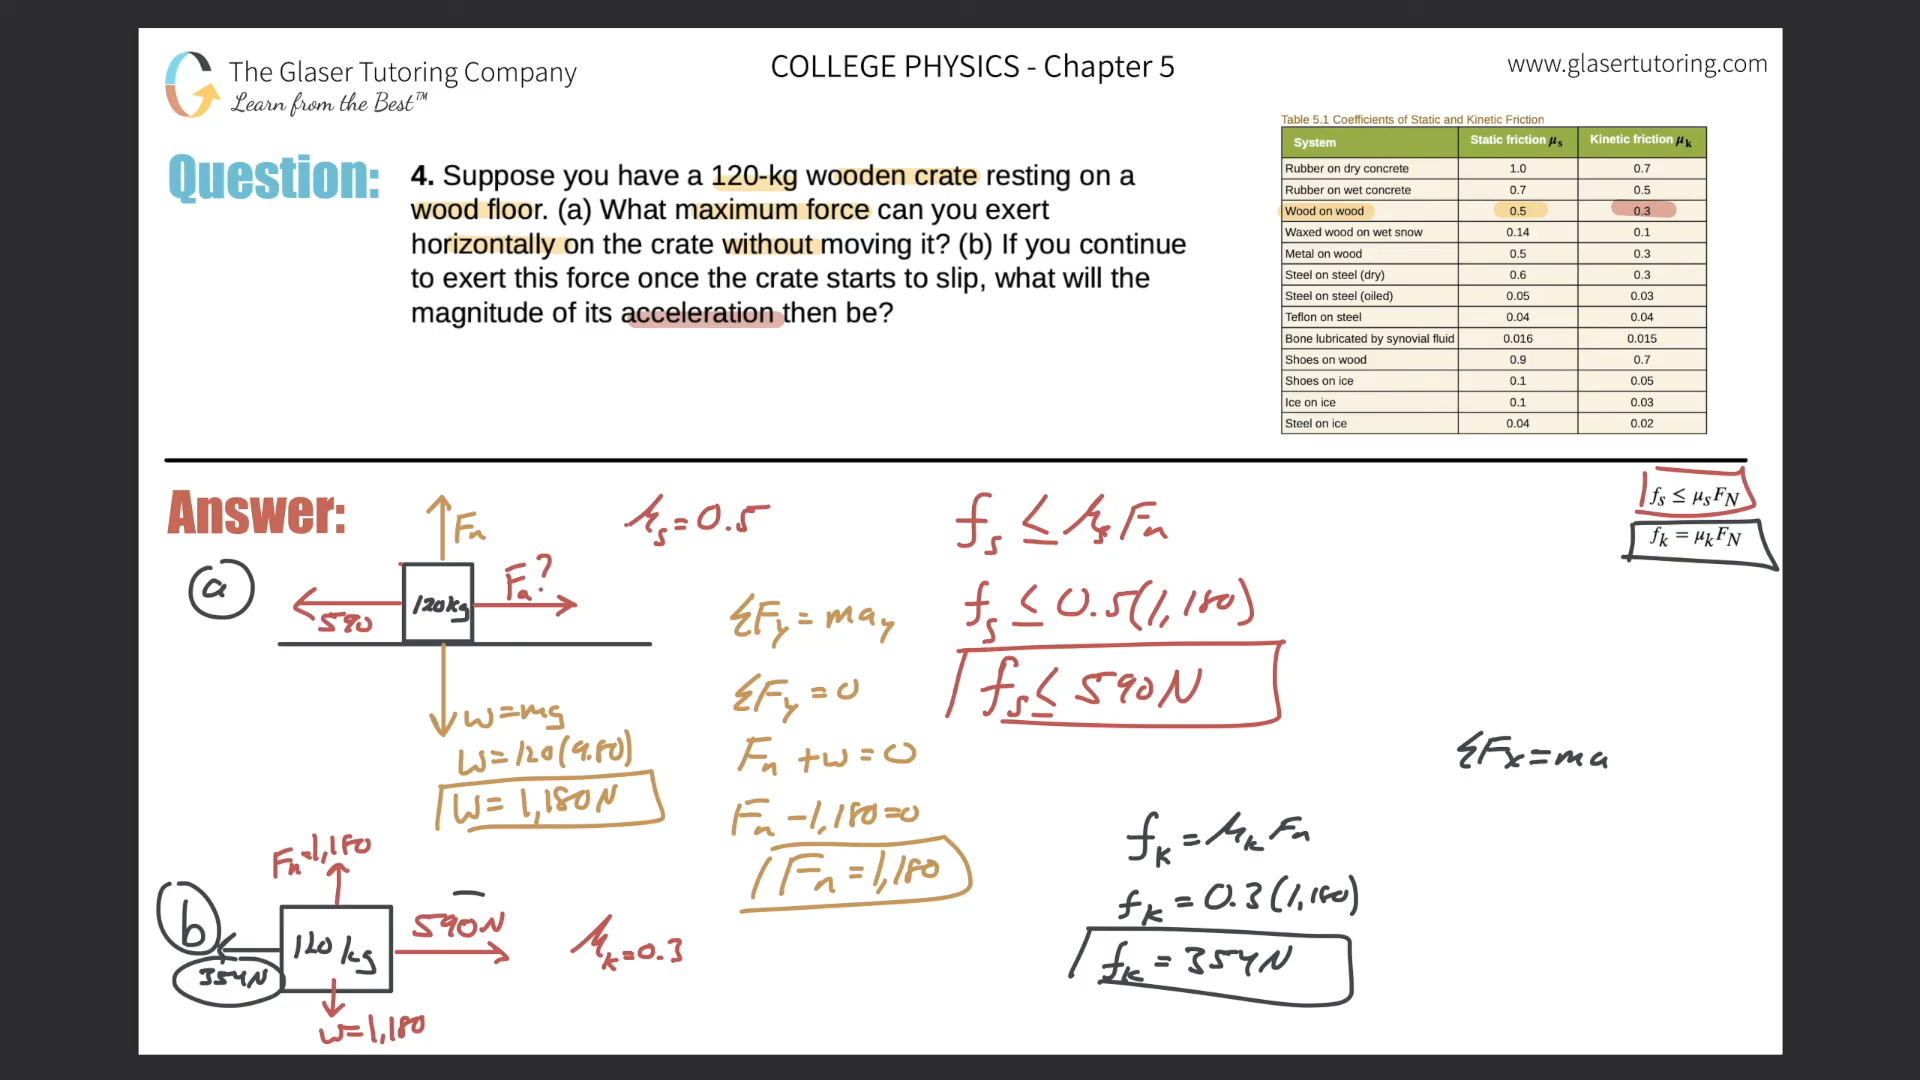 The Glaser Tutoring Company
Learn from the Best™
COLLEGE PHYSICS - Chapter 5
www.glasertutoring.com
Question:
4. Suppose you have a 120-kg wooden crate resting on a
wood floor. (a) What maximum force can you exert
horizontally on the crate without moving it? (b) If you continue
to exert this force once the crate starts to slip, what will the
magnitude of its acceleration then be?
Table 5.1 Coefficients of Static and Kinetic Friction
System Static friction μs Kinetic friction μk
Rubber on dry concrete 1.0 0.7
Rubber on wet concrete 0.7 0.5
Wood on wood 0.5 0.3
Waxed wood on wet snow 0.14 0.1
Metal on wood 0.5 0.3
Steel on steel (dry) 0.6 0.3
Steel on steel (oiled) 0.05 0.03
Teflon on steel 0.04 0.04
Bone lubricated by synovial fluid 0.016 0.015
Shoes on wood 0.9 0.7
Shoes on ice 0.1 0.05
Ice on ice 0.1 0.03
Steel on ice 0.04 0.02
Answer:
fs ≤ μsFN
fk = μkFN
a
Fn
Fa?
590
120kg
W=mg
W=120(9.80)
W=1,180N
μs=0.5
ΣFy=may
ΣFy=0
Fn+w=0
Fn-1,180=0
Fn=1,180
fs ≤ μsFn
fs ≤ 0.5(1,180)
fs ≤ 590N
b
Fn=1,180
354N
120kg
590N
W=1,180
μk=0.3
ΣFx=ma
fk=μkFn
fk=0.3(1,180)
fk=354N